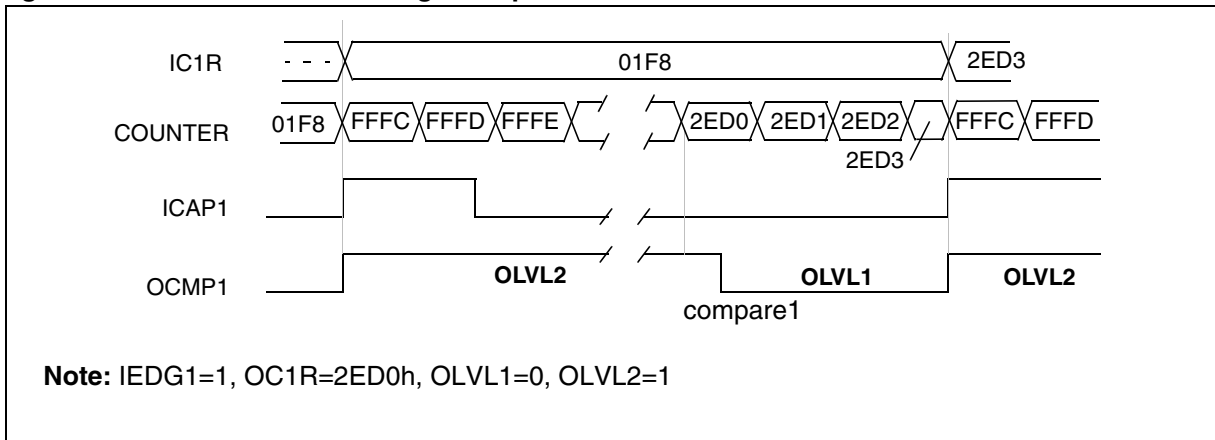 IC1R - - - 01F8 2ED3
COUNTER 01F8 FFFC FFFD FFFE 2ED0 2ED1 2ED2 FFFC FFFD
2ED3
ICAP1
OCMP1 OLVL2 OLVL1 OLVL2
compare1
Note: IEDG1=1, OC1R=2ED0h, OLVL1=0, OLVL2=1